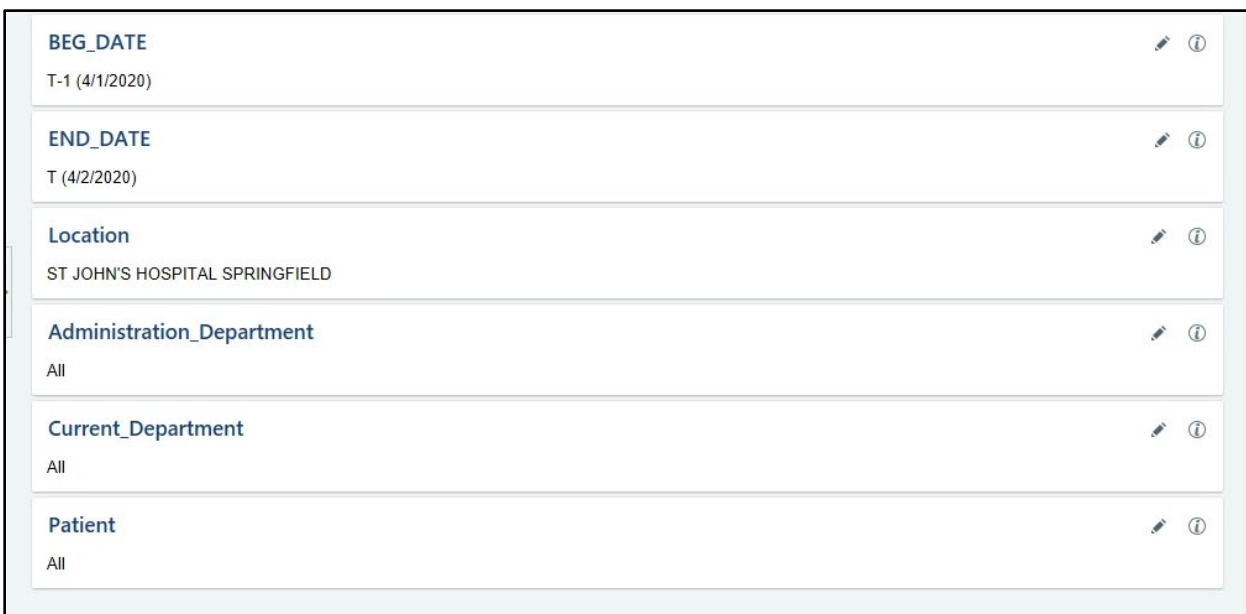 BEG_DATE
T-1 (4/1/2020)
END_DATE
T (4/2/2020)
Location
ST JOHN'S HOSPITAL SPRINGFIELD
Administration_Department
All
Current_Department
All
Patient
All